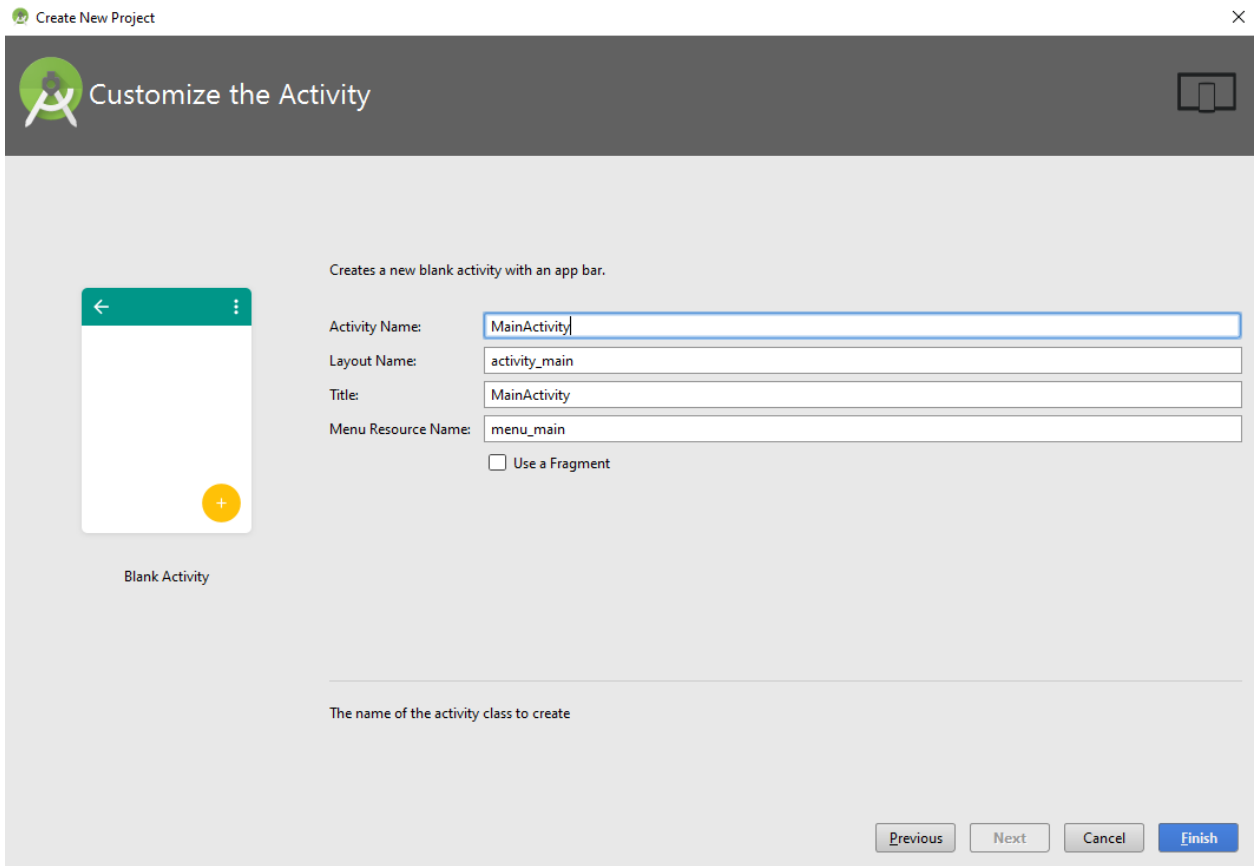 Create New Project
Customize the Activity
Creates a new blank activity with an app bar.
Activity Name: MainActivity
Layout Name: activity_main
Title: MainActivity
Menu Resource Name: menu_main
Use a Fragment
Blank Activity
The name of the activity class to create
Previous Next Cancel Finish